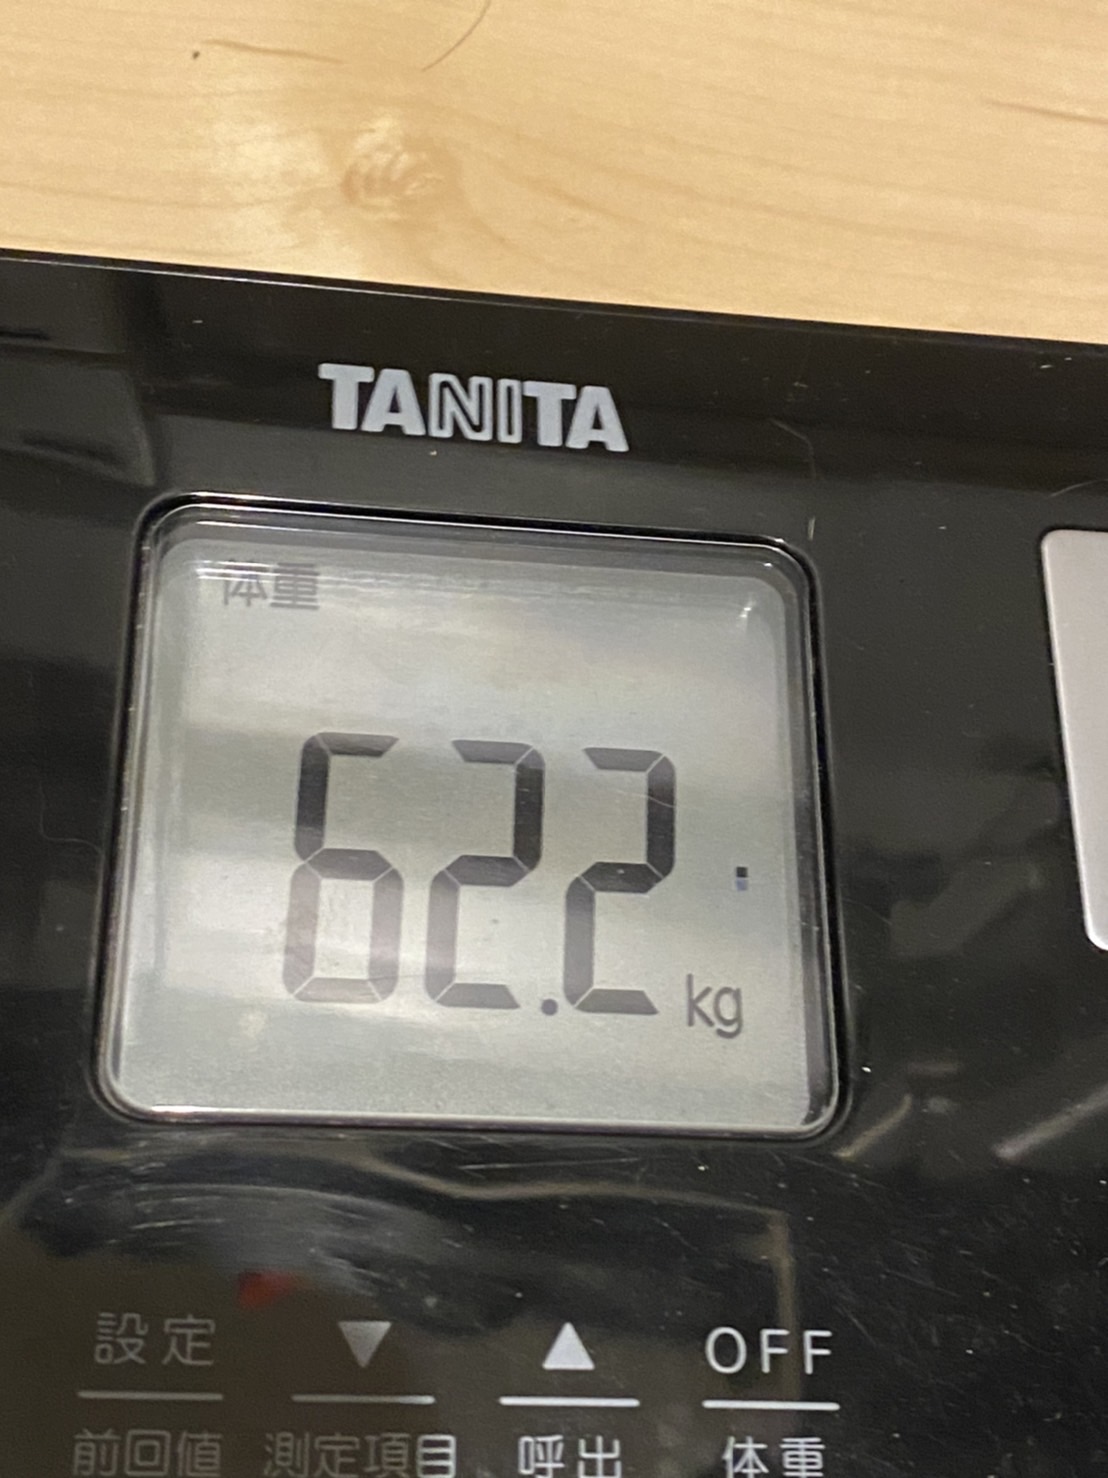 TANITA
体重
62.2 kg
設定 ▼ ▲ OFF
前回値 測定項目 呼出 体重